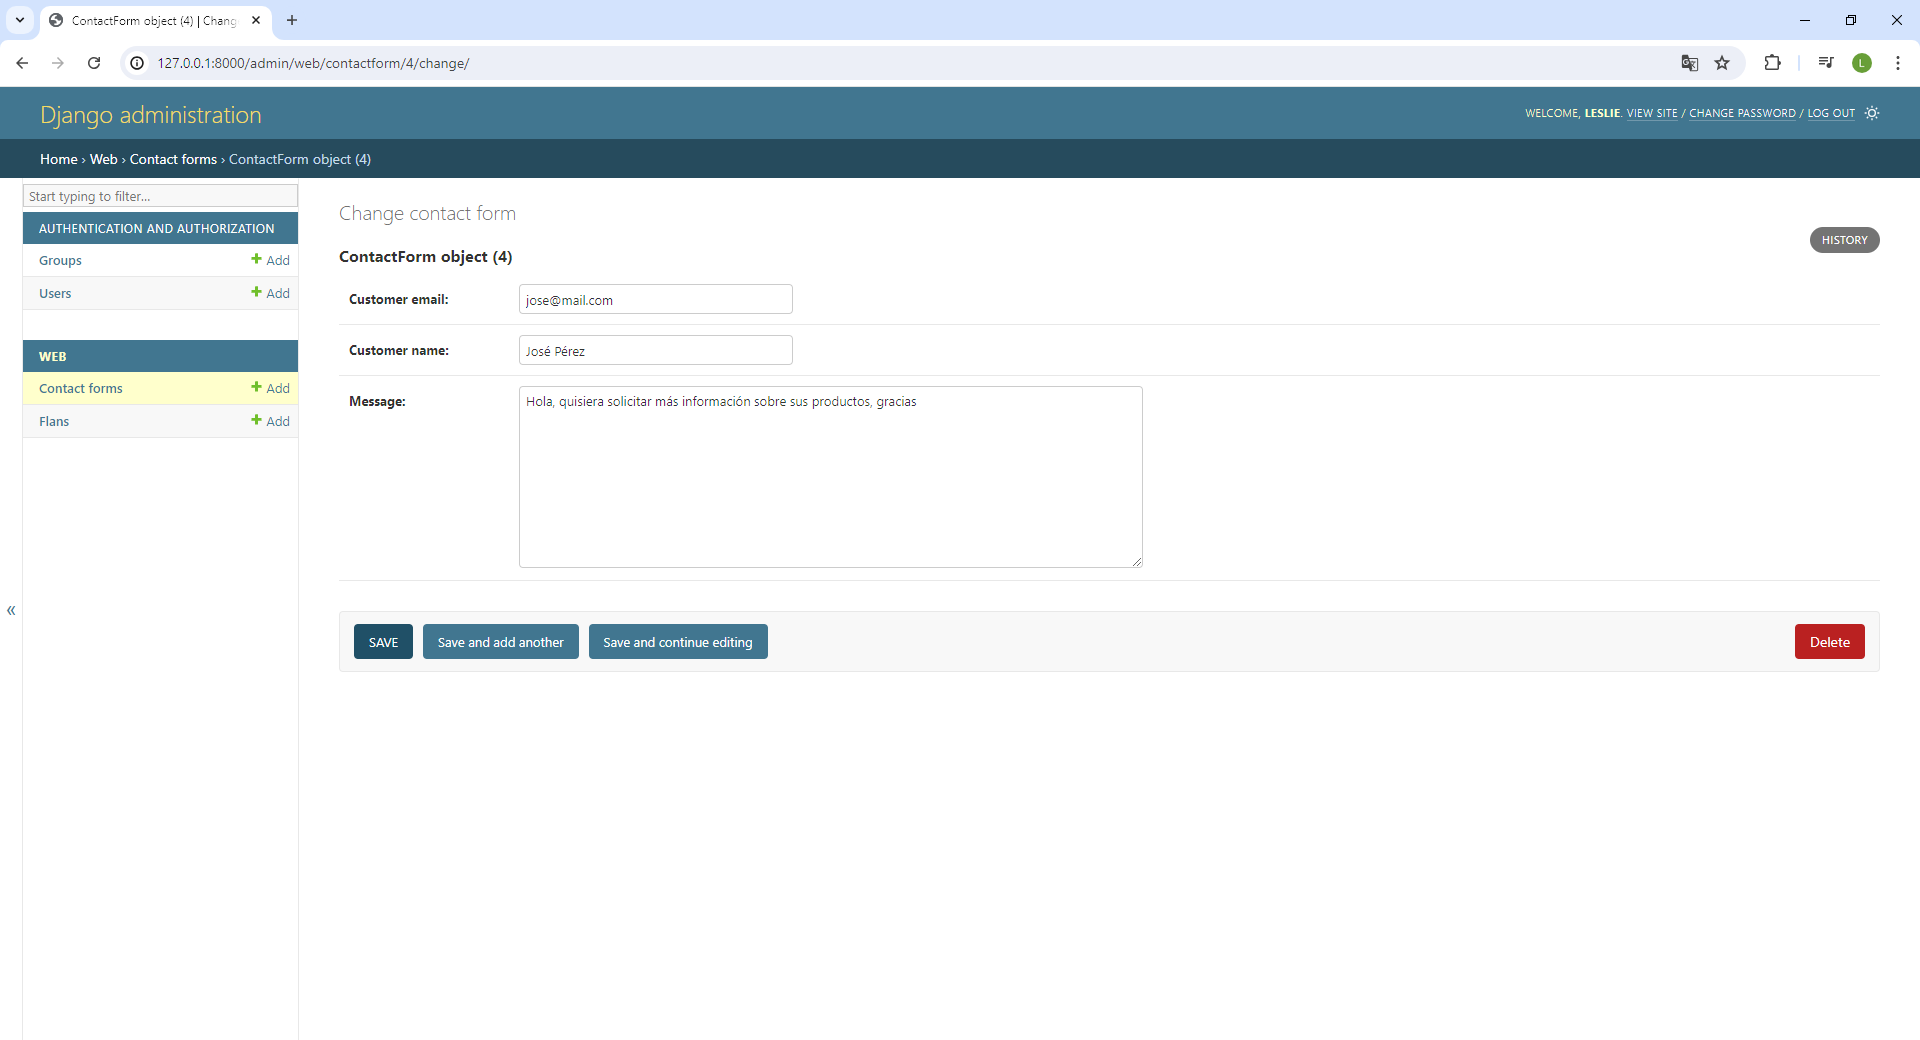 ContactForm object (4) | Chang
127.0.0.1:8000/admin/web/contactform/4/change/
L
Django administration
WELCOME, LESLIE. VIEW SITE / CHANGE PASSWORD / LOG OUT
Home › Web › Contact forms › ContactForm object (4)
Start typing to filter...
AUTHENTICATION AND AUTHORIZATION
Groups + Add
Users + Add
WEB
Contact forms + Add
Flans + Add
«
Change contact form
HISTORY
ContactForm object (4)
Customer email: jose@mail.com
Customer name: José Pérez
Message: Hola, quisiera solicitar más información sobre sus productos, gracias
SAVE Save and add another Save and continue editing Delete